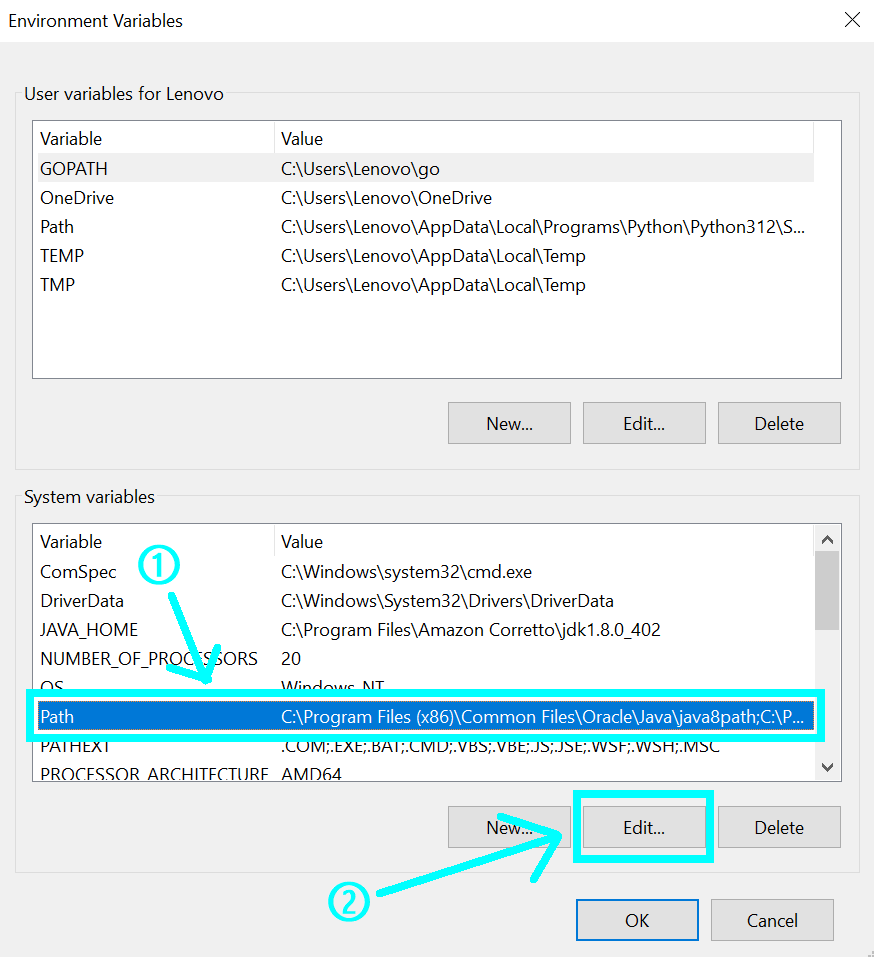 Environment Variables
User variables for Lenovo
Variable Value
GOPATH C:\Users\Lenovo\go
OneDrive C:\Users\Lenovo\OneDrive
Path C:\Users\Lenovo\AppData\Local\Programs\Python\Python312\S...
TEMP C:\Users\Lenovo\AppData\Local\Temp
TMP C:\Users\Lenovo\AppData\Local\Temp
New... Edit... Delete
System variables
Variable Value
①
ComSpec C:\Windows\system32\cmd.exe
DriverData C:\Windows\System32\Drivers\DriverData
JAVA_HOME C:\Program Files\Amazon Corretto\jdk1.8.0_402
NUMBER_OF_PROCESSORS 20
OS Windows_NT
Path C:\Program Files (x86)\Common Files\Oracle\Java\java8path;C:\P...
PATHEXT .COM;.EXE;.BAT;.CMD;.VBS;.VBE;.JS;.JSE;.WSF;.WSH;.MSC
PROCESSOR_ARCHITECTURE AMD64
New... Edit... Delete
②
OK Cancel